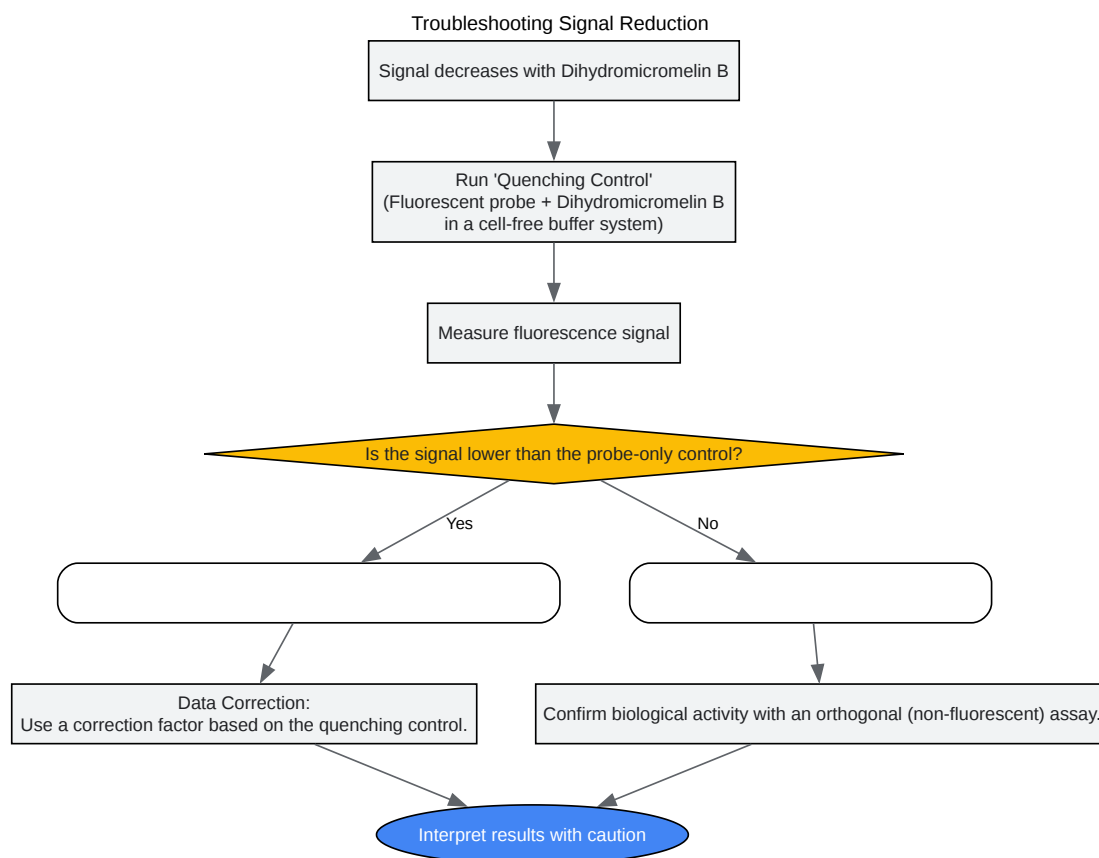 Troubleshooting Signal Reduction
Signal decreases with Dihydromicromelin B
Run 'Quenching Control'
(Fluorescent probe + Dihydromicromelin B
in a cell-free buffer system)
Measure fluorescence signal
Is the signal lower than the probe-only control?
Yes
No
Data Correction:
Use a correction factor based on the quenching control.
Confirm biological activity with an orthogonal (non-fluorescent) assay.
Interpret results with caution